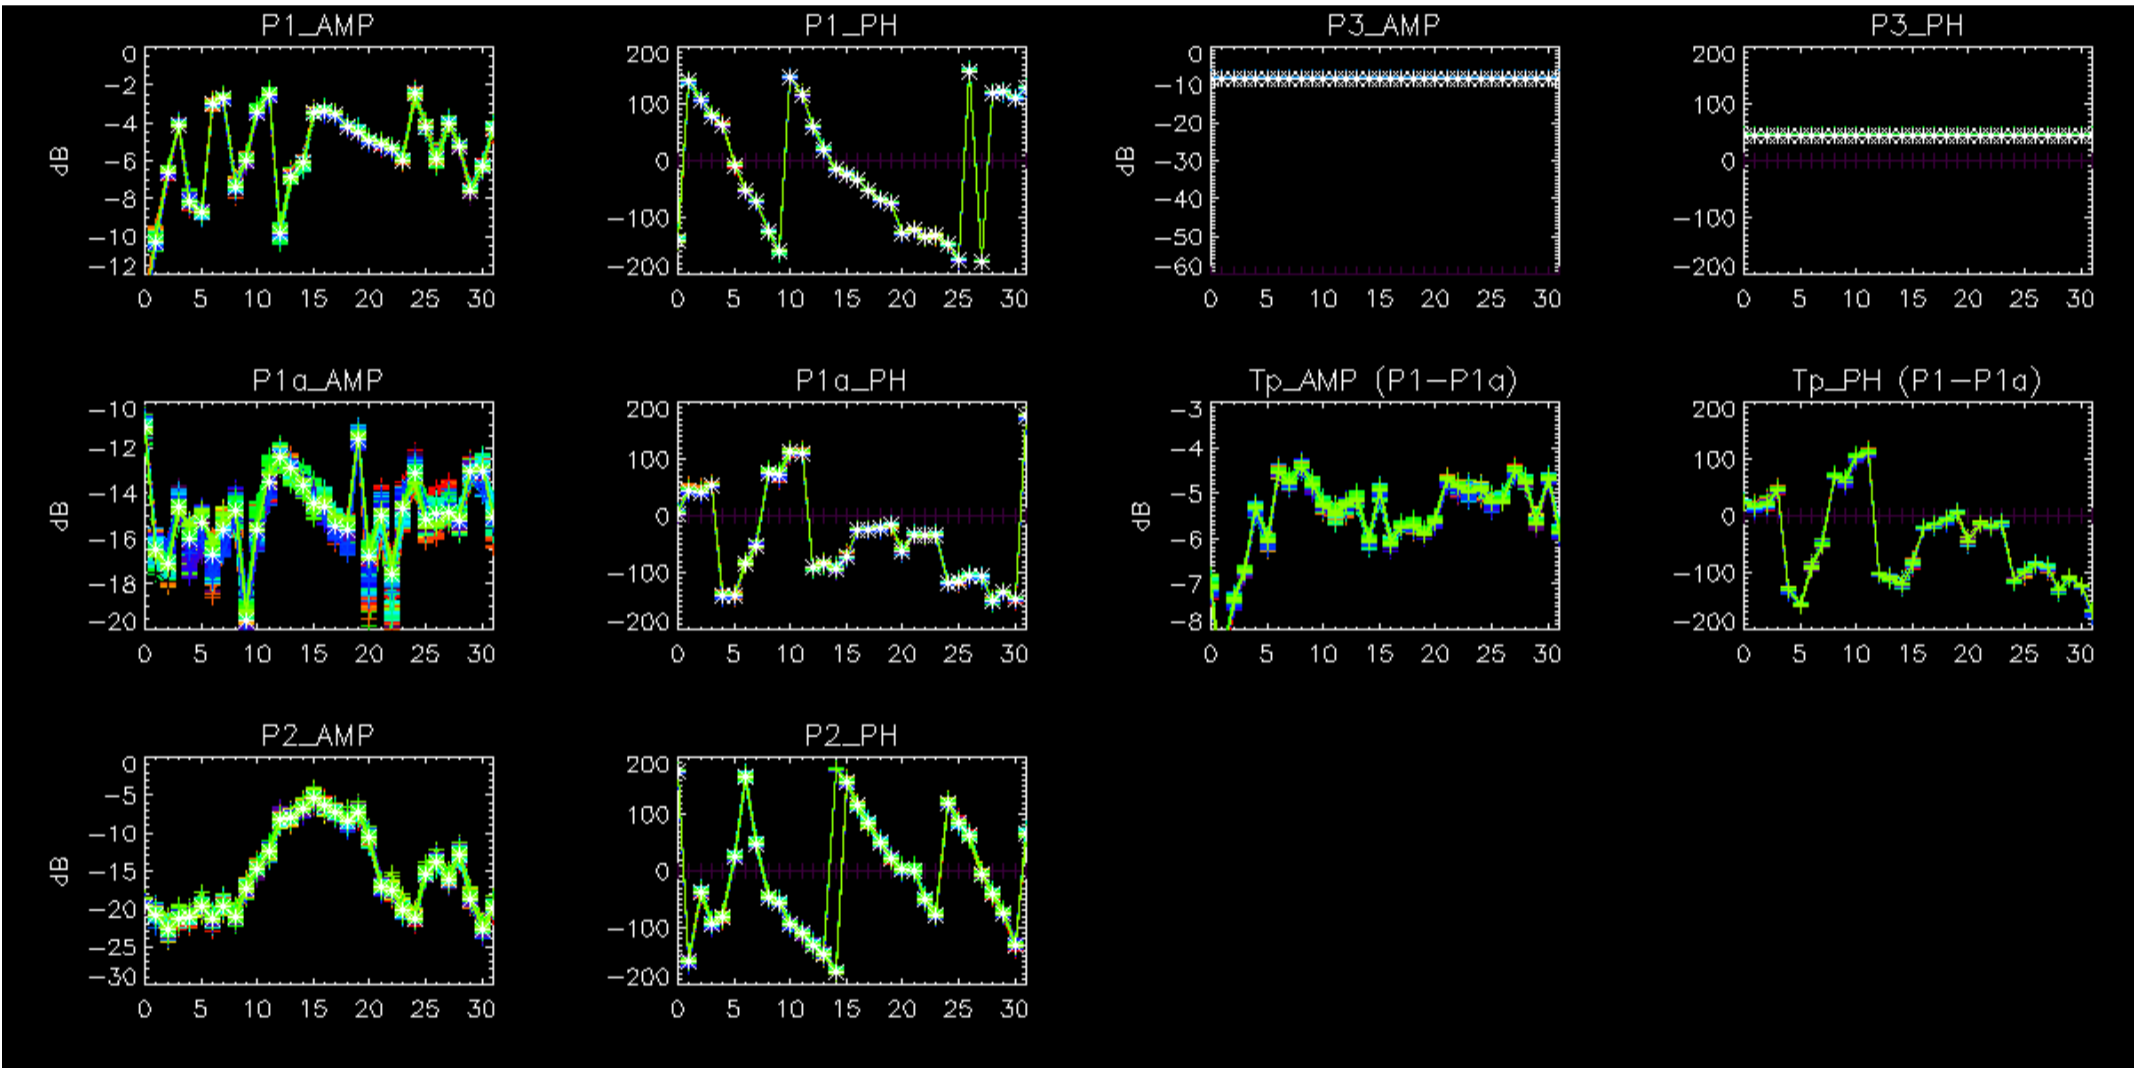 P1_AMP P1_PH P3_AMP P3_PH
0 200 0 200
-2 100 -10 100
-4 0 -20 0
dB -6 -100 dB -30 -100
-8 -200 -40 -200
-10 -50
-12 -60
0 5 10 15 20 25 30 0 5 10 15 20 25 30 0 5 10 15 20 25 30 0 5 10 15 20 25 30
P1a_AMP P1a_PH Tp_AMP (P1-P1a) Tp_PH (P1-P1a)
-10 200 -3 200
-12 100 -4 100
-14 0 -5 0
dB -16 -100 dB -6 -100
-18 -200 -7 -200
-20 -8
0 5 10 15 20 25 30 0 5 10 15 20 25 30 0 5 10 15 20 25 30 0 5 10 15 20 25 30
P2_AMP P2_PH
0 200
-5 100
-10 0
dB -15 -100
-20 -200
-25
-30
0 5 10 15 20 25 30 0 5 10 15 20 25 30